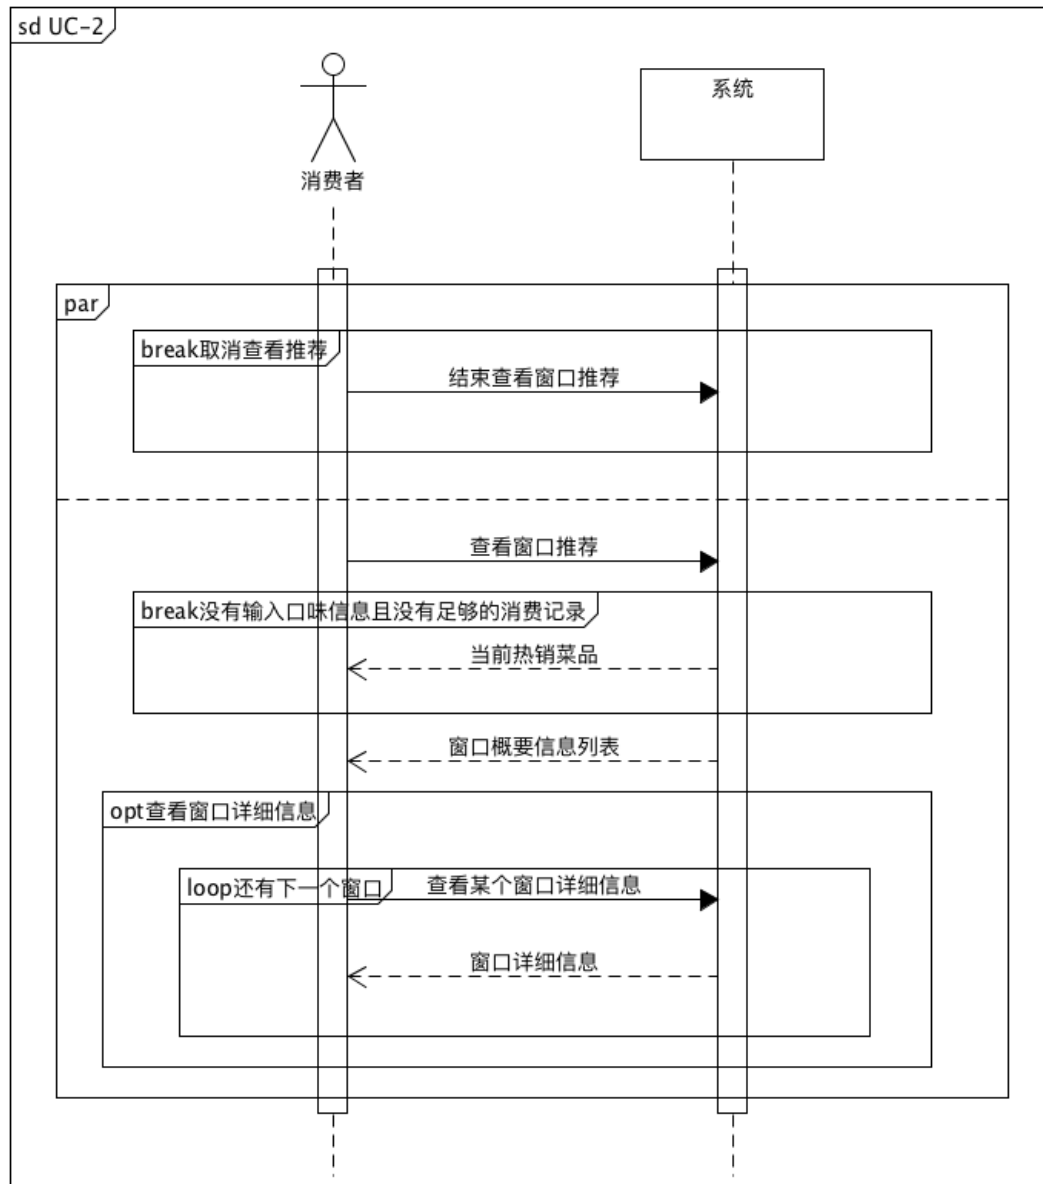 sd UC-2
系统
消费者
par
break取消查看推荐
结束查看窗口推荐
查看窗口推荐
break没有输入口味信息且没有足够的消费记录
当前热销菜品
窗口概要信息列表
opt查看窗口详细信息
loop还有下一个窗口
查看某个窗口详细信息
窗口详细信息